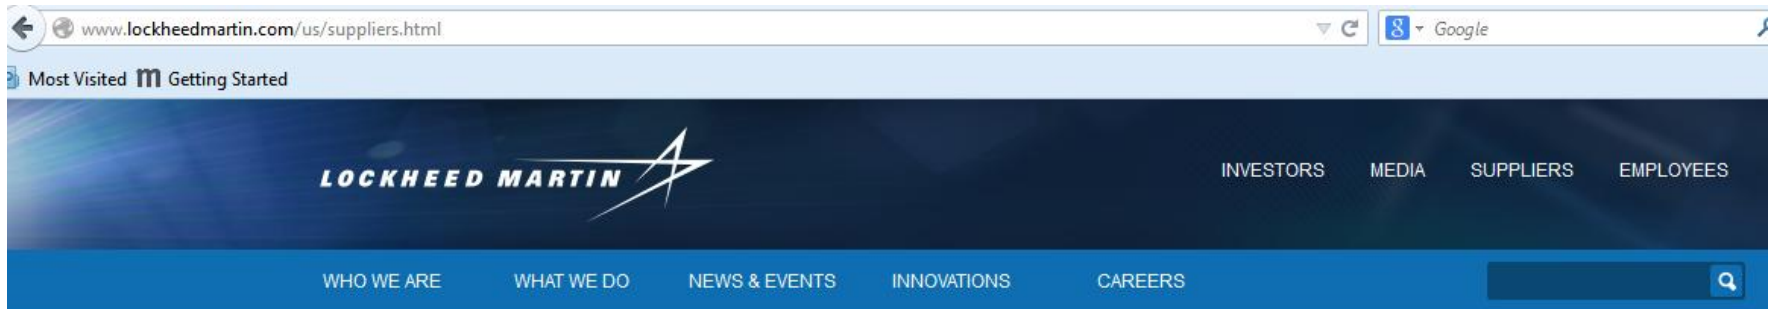 www.lockheedmartin.com/us/suppliers.html 8 Google
Most Visited m Getting Started
LOCKHEED MARTIN INVESTORS MEDIA SUPPLIERS EMPLOYEES
WHO WE ARE WHAT WE DO NEWS & EVENTS INNOVATIONS CAREERS